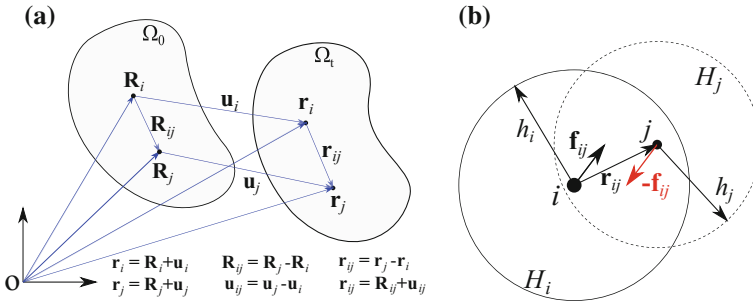 (a)
Ω₀
Ωₜ
𝐑ᵢ
𝐮ᵢ
𝐫ᵢ
𝐑ᵢⱼ
𝐫ᵢⱼ
𝐑ⱼ
𝐮ⱼ
𝐫ⱼ
O
𝐫ᵢ = 𝐑ᵢ+𝐮ᵢ 𝐑ᵢⱼ = 𝐑ⱼ-𝐑ᵢ 𝐫ᵢⱼ = 𝐫ⱼ-𝐫ᵢ
𝐫ⱼ = 𝐑ⱼ+𝐮ⱼ 𝐮ᵢⱼ = 𝐮ⱼ-𝐮ᵢ 𝐫ᵢⱼ = 𝐑ᵢⱼ+𝐮ᵢⱼ
(b)
Hⱼ
hᵢ
j
𝐟ᵢⱼ
𝐫ᵢⱼ
-𝐟ᵢⱼ
i
hⱼ
Hᵢ